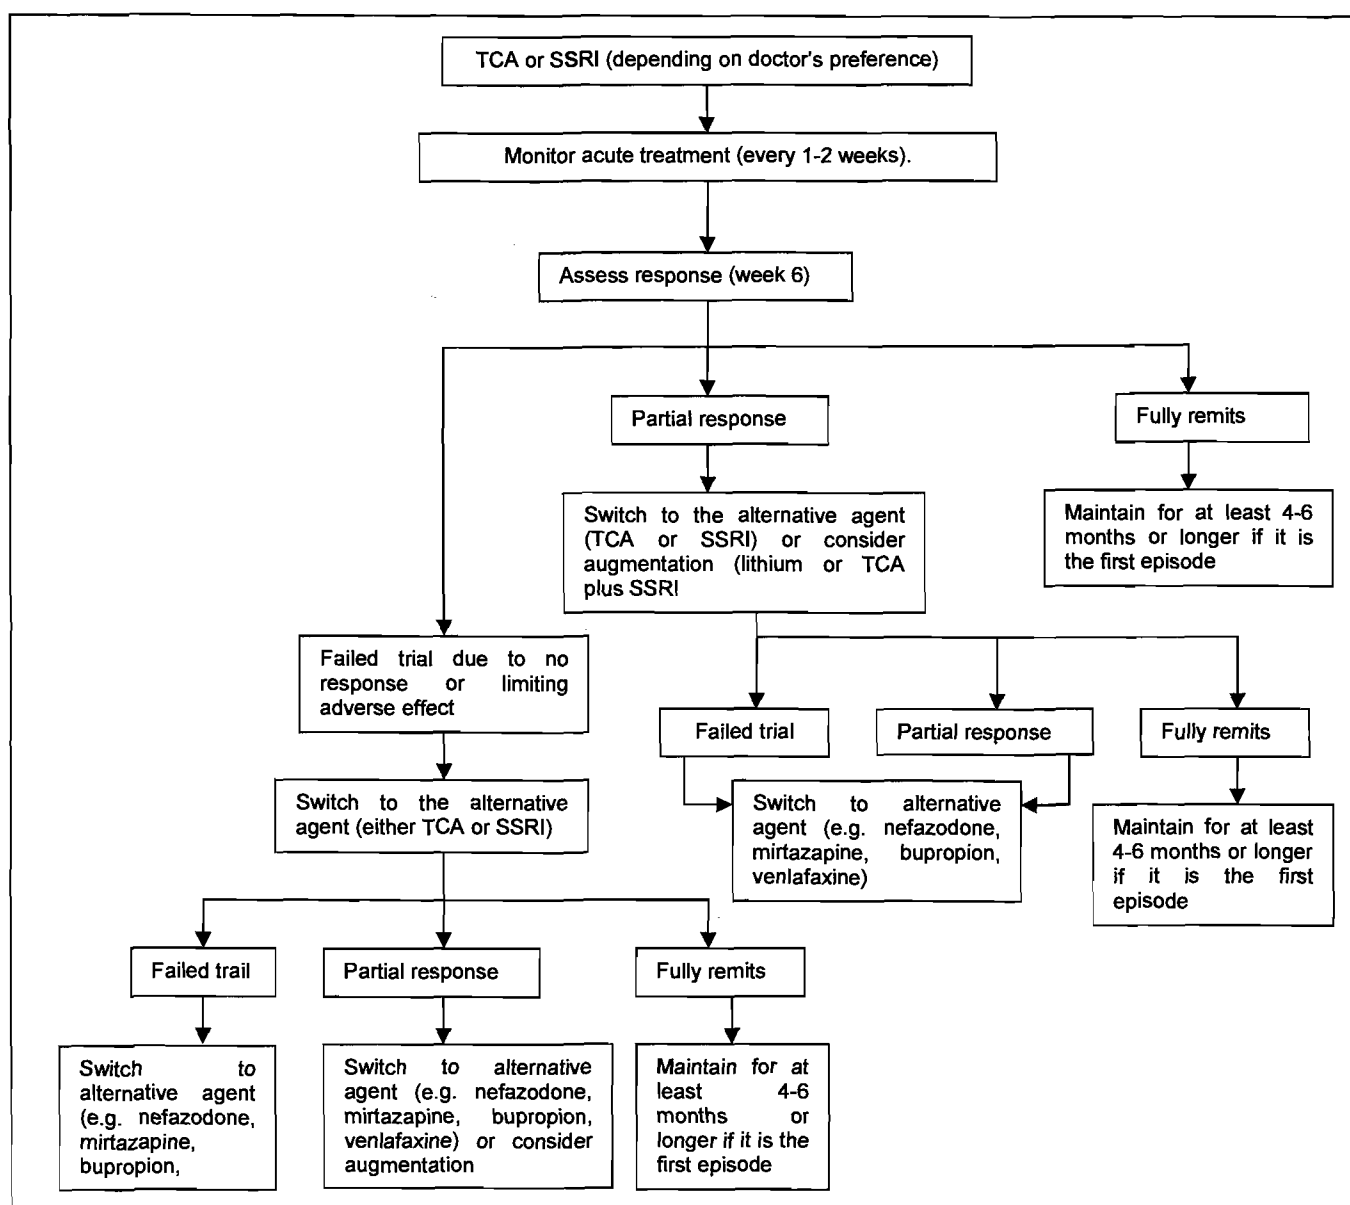 TCA or SSRI (depending on doctor's preference)
Monitor acute treatment (every 1-2 weeks).
Assess response (week 6)
Partial response
Fully remits
Switch to the alternative agent
(TCA or SSRI) or consider
augmentation (lithium or TCA
plus SSRI
Maintain for at least 4-6
months or longer if it is
the first episode
Failed trial due to no
response or limiting
adverse effect
Failed trial
Partial response
Fully remits
Switch to the alternative
agent (either TCA or SSRI)
Switch to alternative
agent (e.g. nefazodone,
mirtazapine, bupropion,
venlafaxine)
Maintain for at least
4-6 months or longer
if it is the first
episode
Failed trail
Partial response
Fully remits
Switch to
alternative agent
(e.g. nefazodone,
mirtazapine,
bupropion,
Switch to alternative
agent (e.g. nefazodone,
mirtazapine, bupropion,
venlafaxine) or consider
augmentation
Maintain for at
least 4-6
months or
longer if it is the
first episode